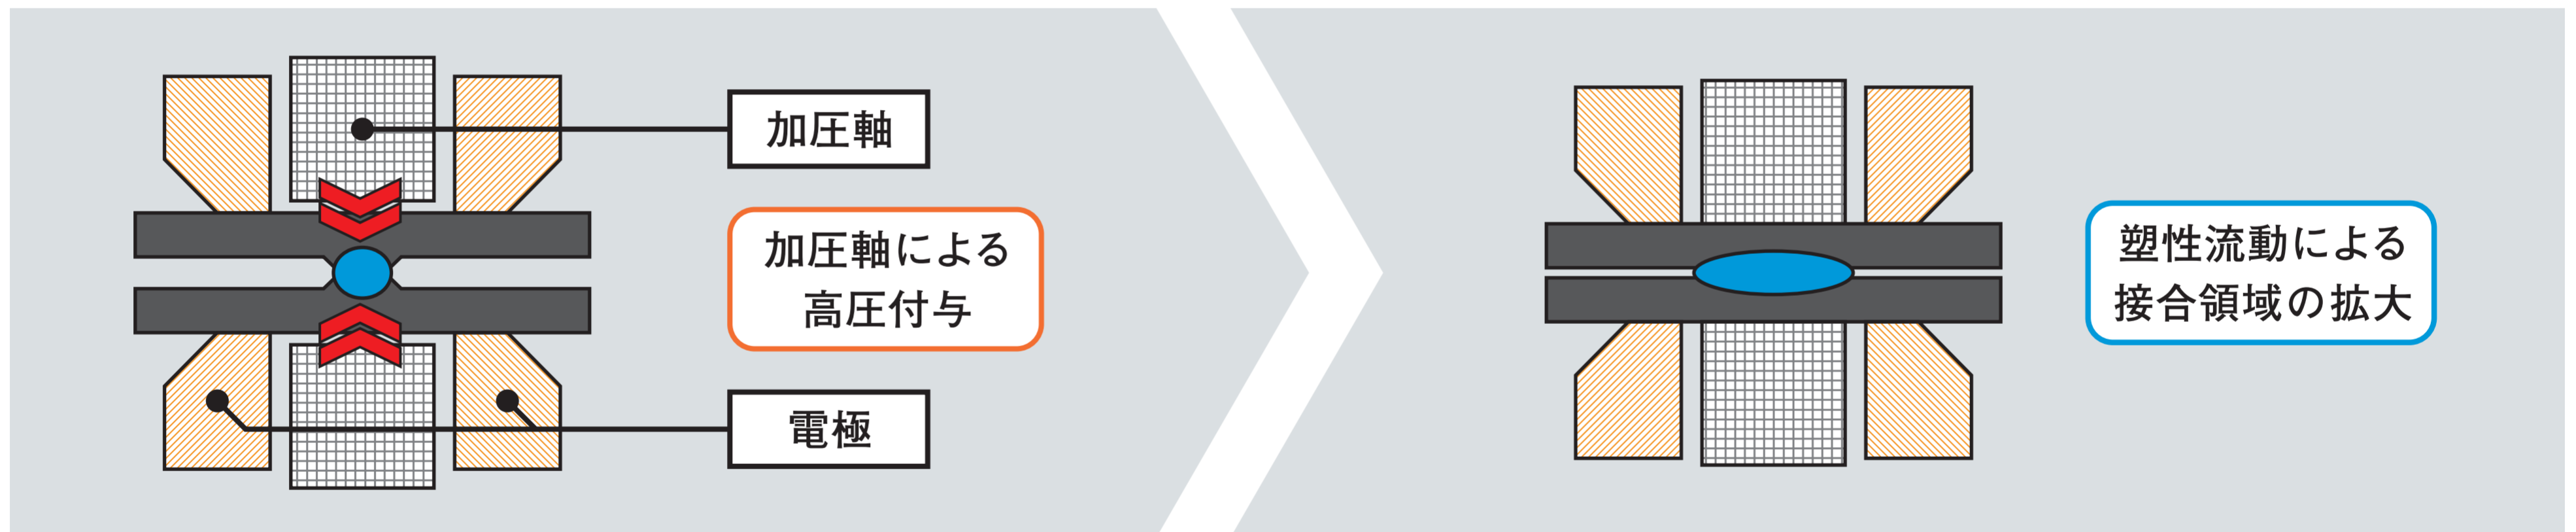 加圧軸
加圧軸による
高圧付与
電極
塑性流動による
接合領域の拡大